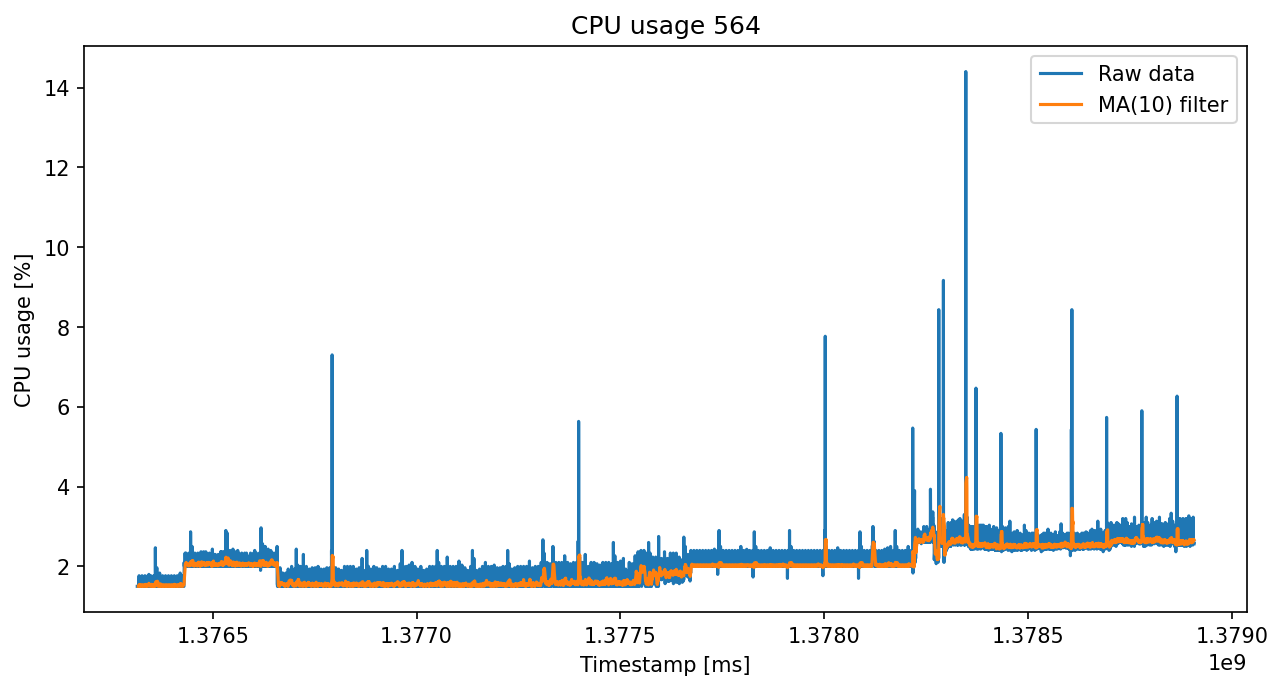 CPU usage 564
Raw data
MA(10) filter
CPU usage [%]
14
12
10
8
6
4
2
1.3765
1.3770
1.3775
1.3780
1.3785
1.3790
1e9
Timestamp [ms]